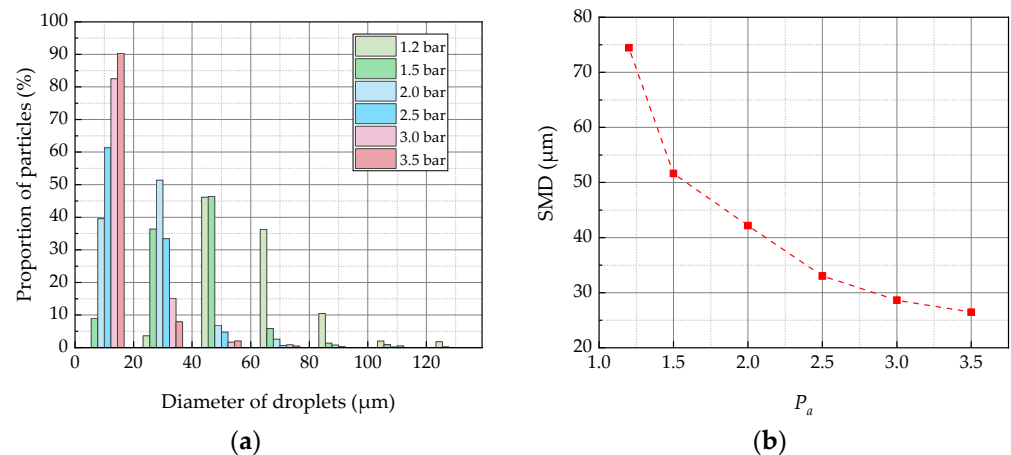 100
90
80
70
60
50
40
30
20
10
0
Proportion of particles (%)
1.2 bar
1.5 bar
2.0 bar
2.5 bar
3.0 bar
3.5 bar
0 20 40 60 80 100 120
Diameter of droplets (μm)
(a)
80
70
60
50
40
30
20
SMD (μm)
1.0 1.5 2.0 2.5 3.0 3.5
Pa
(b)